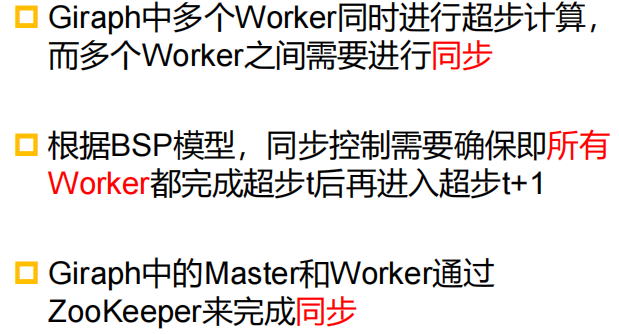 Giraph中多个Worker同时进行超步计算，
而多个Worker之间需要进行同步
根据BSP模型，同步控制需要确保即所有
Worker都完成超步t后再进入超步t+1
Giraph中的Master和Worker通过
ZooKeeper来完成同步